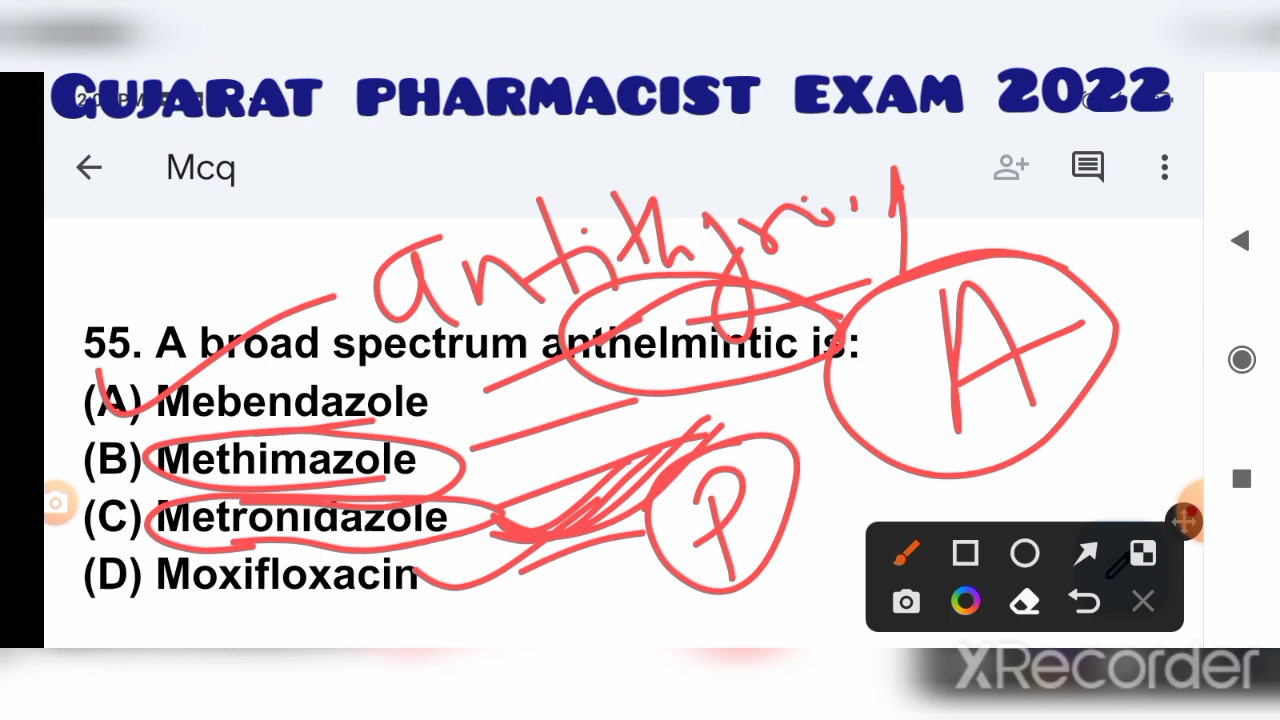 GUJARAT PHARMACIST EXAM 2022
Mcq
antithyroid
55. A broad spectrum anthelmintic is:
A
(A) Mebendazole
(B) Methimazole
(C) Metronidazole
P
(D) Moxifloxacin
XRecorder